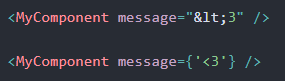 <MyComponent message="&lt;3" />
<MyComponent message={'<3'} />